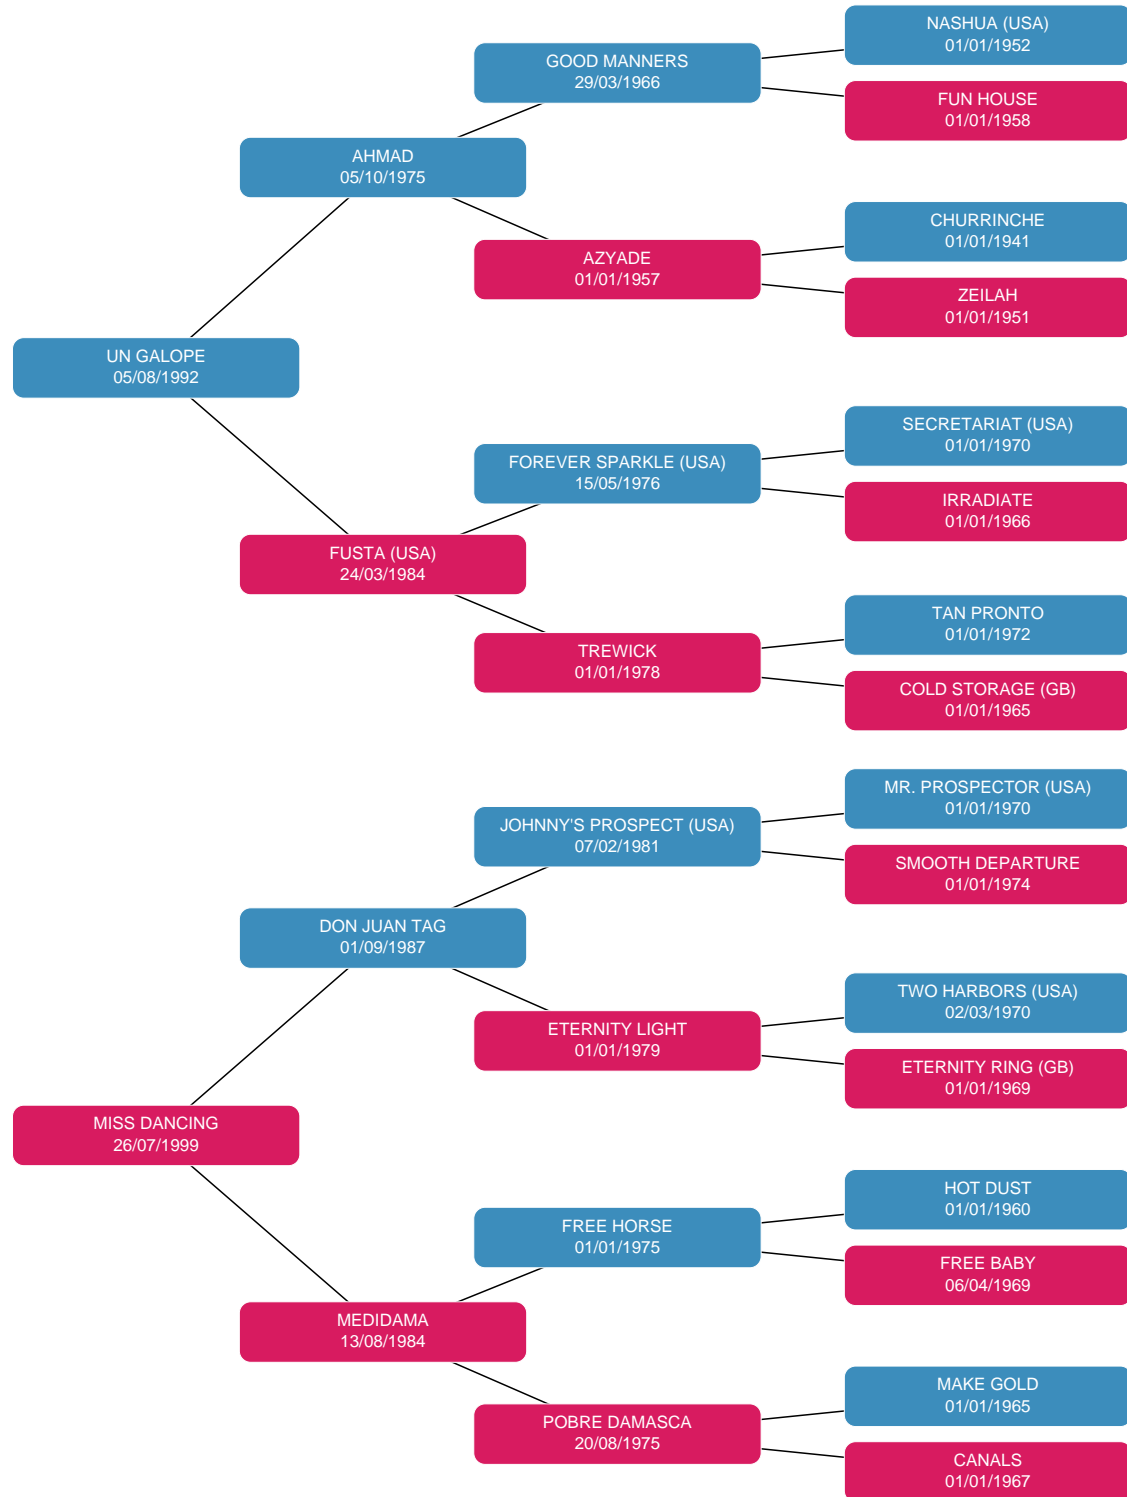 NASHUA (USA)
01/01/1952
GOOD MANNERS
29/03/1966
FUN HOUSE
01/01/1958
AHMAD
05/10/1975
CHURRINCHE
01/01/1941
AZYADE
01/01/1957
ZEILAH
01/01/1951
UN GALOPE
05/08/1992
SECRETARIAT (USA)
01/01/1970
FOREVER SPARKLE (USA)
15/05/1976
IRRADIATE
01/01/1966
FUSTA (USA)
24/03/1984
TAN PRONTO
01/01/1972
TREWICK
01/01/1978
COLD STORAGE (GB)
01/01/1965
MR. PROSPECTOR (USA)
01/01/1970
JOHNNY'S PROSPECT (USA)
07/02/1981
SMOOTH DEPARTURE
01/01/1974
DON JUAN TAG
01/09/1987
TWO HARBORS (USA)
02/03/1970
ETERNITY LIGHT
01/01/1979
ETERNITY RING (GB)
01/01/1969
MISS DANCING
26/07/1999
HOT DUST
01/01/1960
FREE HORSE
01/01/1975
FREE BABY
06/04/1969
MEDIDAMA
13/08/1984
MAKE GOLD
01/01/1965
POBRE DAMASCA
20/08/1975
CANALS
01/01/1967